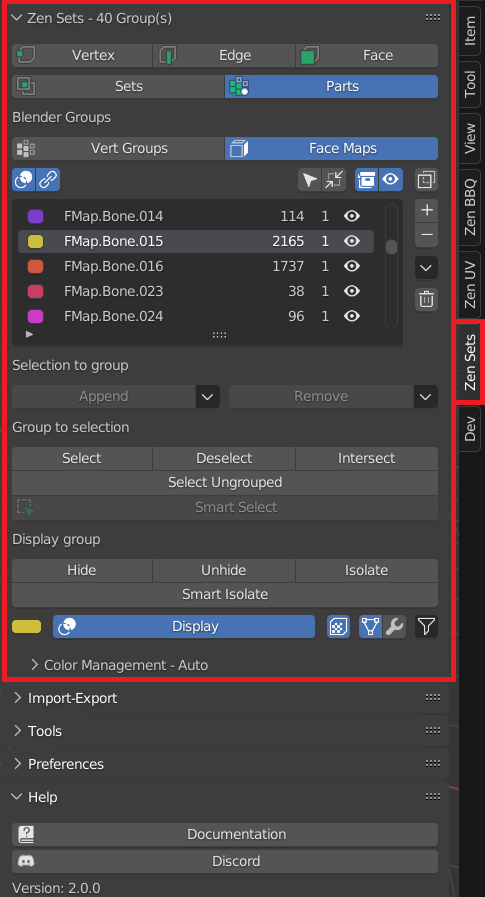 Zen Sets - 40 Group(s)
Vertex Edge Face
Sets Parts
Blender Groups
Vert Groups Face Maps
FMap.Bone.014 114 1
FMap.Bone.015 2165 1
FMap.Bone.016 1737 1
FMap.Bone.023 38 1
FMap.Bone.024 96 1
Selection to group
Append Remove
Group to selection
Select Deselect Intersect
Select Ungrouped
Smart Select
Display group
Hide Unhide Isolate
Smart Isolate
Display
Color Management - Auto
Import-Export
Tools
Preferences
Help
Documentation
Discord
Version: 2.0.0
Item
Tool
View
Zen BBQ
Zen UV
Zen Sets
Dev